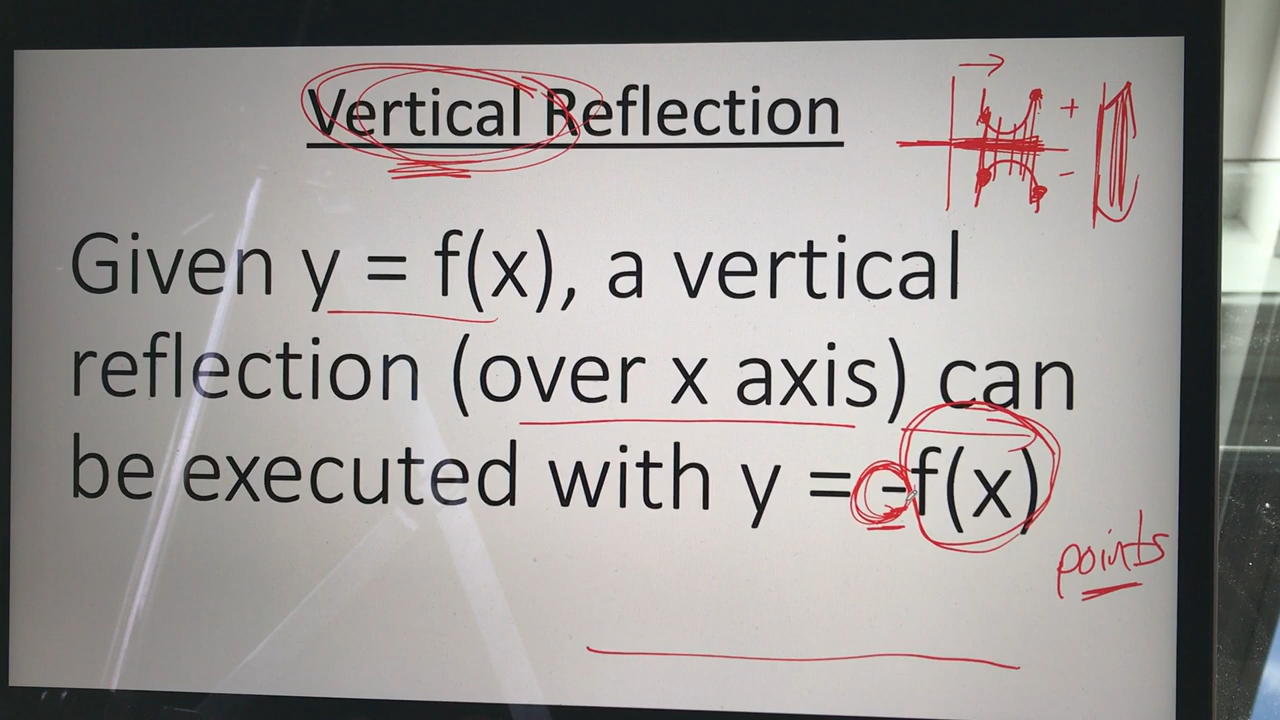 Vertical Reflection
+
-
Given y = f(x), a vertical
reflection (over x axis) can
be executed with y = -f(x)
points